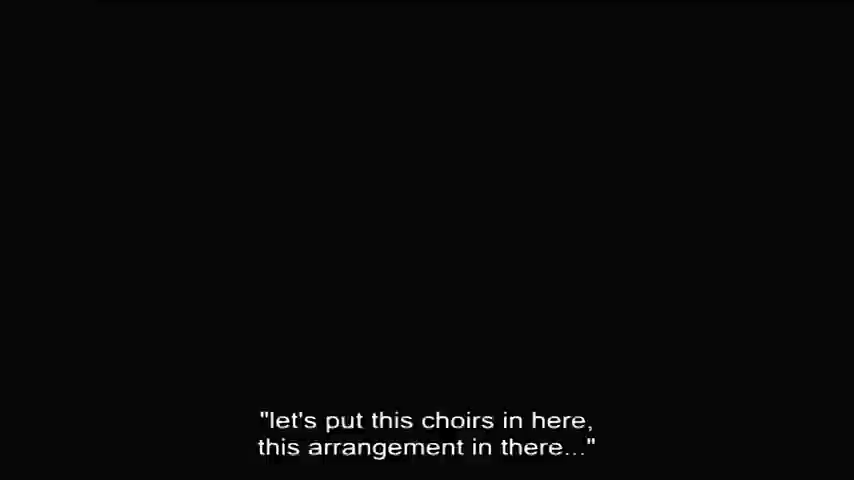 "let's put this choirs in here,
this arrangement in there..."